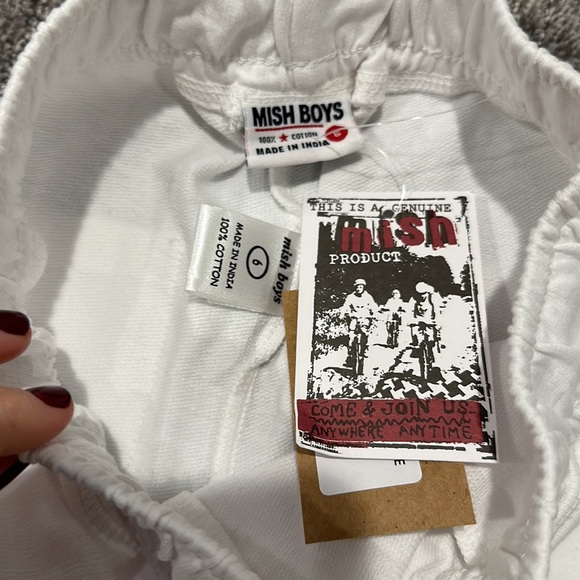 MISH BOYS
100% ★ COTTON 6
MADE IN INDIA
mish boys
6
MADE IN INDIA
100% COTTON
THIS IS A GENUINE
mish
PRODUCT
COME & JOIN US
ANYWHERE ANYTIME
E